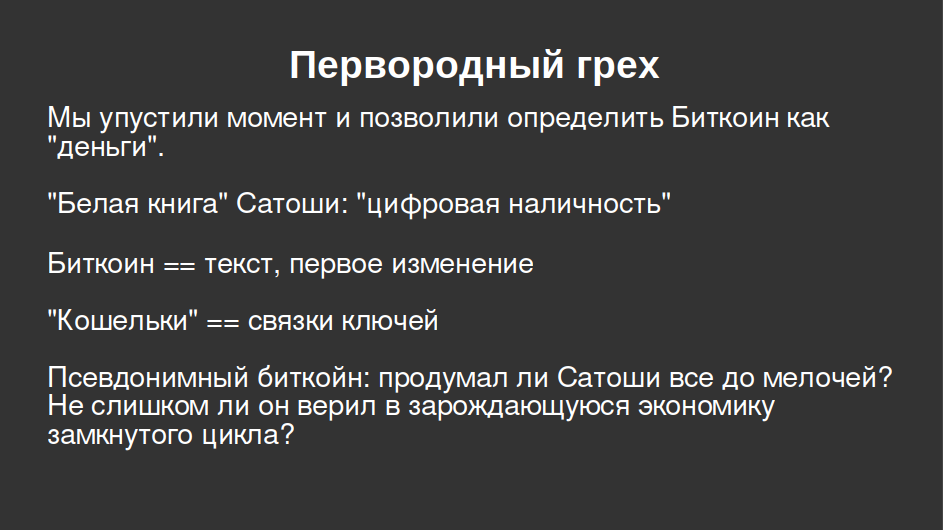 Первородный грех
Мы упустили момент и позволили определить Биткоин как
"деньги".
"Белая книга" Сатоши: "цифровая наличность"
Биткоин == текст, первое изменение
"Кошельки" == связки ключей
Псевдонимный биткойн: продумал ли Сатоши все до мелочей?
Не слишком ли он верил в зарождающуюся экономику
замкнутого цикла?